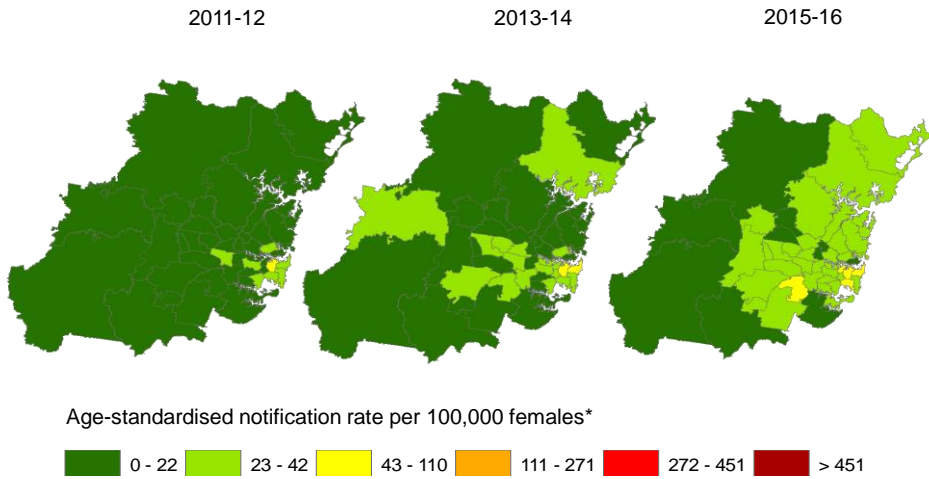 2011-12 2013-14 2015-16
Age-standardised notification rate per 100,000 females*
0 - 22 23 - 42 43 - 110 111 - 271 272 - 451 > 451